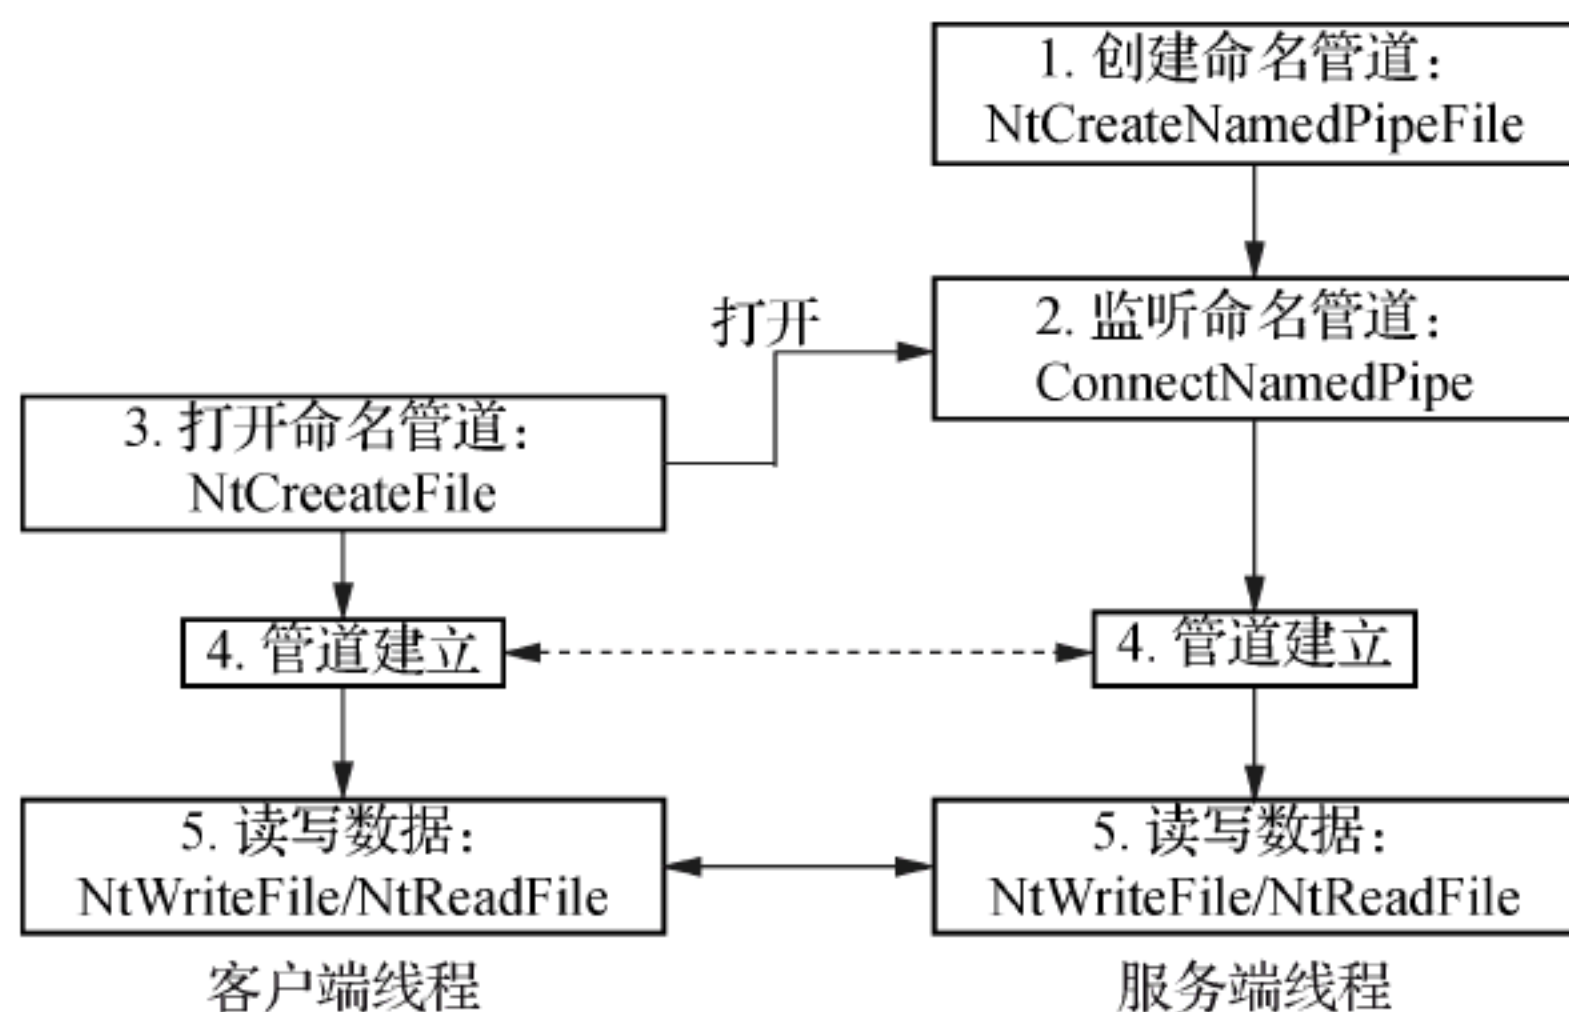 1. 创建命名管道：
NtCreateNamedPipeFile
打开
2. 监听命名管道：
ConnectNamedPipe
3. 打开命名管道：
NtCreeateFile
4. 管道建立
4. 管道建立
5. 读写数据：
NtWriteFile/NtReadFile
5. 读写数据：
NtWriteFile/NtReadFile
客户端线程
服务端线程